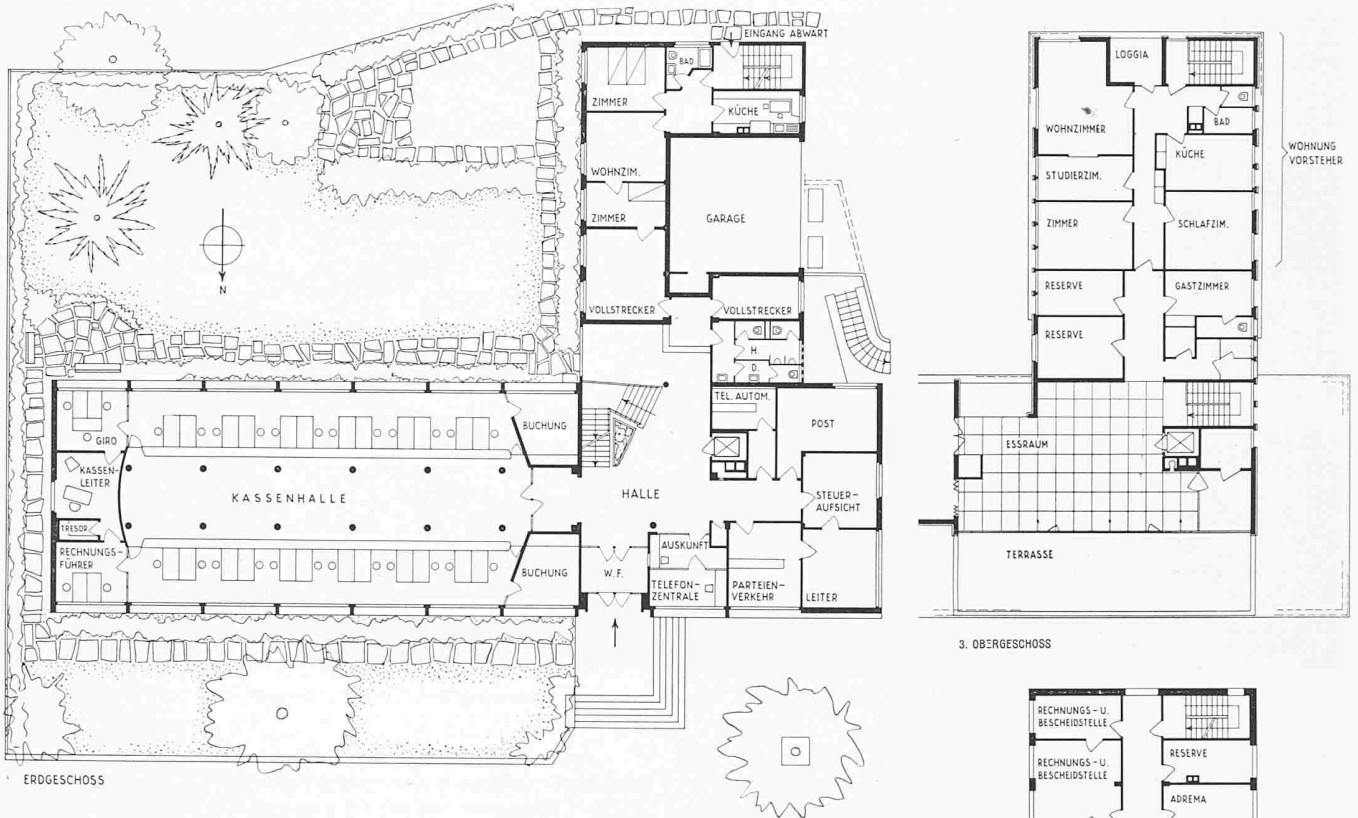 EINGANG ABWART
BAD
ZIMMER
KÜCHE
WOHNZIM.
ZIMMER
GARAGE
N
VOLLSTRECKER
VOLLSTRECKER
H.
D.
TEL. AUTOM.
POST
GIRO
BUCHUNG
KASSEN-
LEITER
KASSENHALLE
HALLE
STEUER-
AUFSICHT
TRESOR
RECHNUNGS-
FÜHRER
BUCHUNG
W.F.
AUSKUNFT
TELEFON-
ZENTRALE
PARTEIEN-
VERKEHR
LEITER
ERDGESCHOSS
LOGGIA
WOHNZIMMER
BAD
KÜCHE
WOHNUNG
VORSTEHER
STUDIERZIM.
ZIMMER
SCHLAFZIM.
RESERVE
GASTZIMMER
RESERVE
ESSRAUM
TERRASSE
3. OBERGESCHOSS
RECHNUNGS- U.
BESCHEIDSTELLE
RESERVE
RECHNUNGS- U.
BESCHEIDSTELLE
ADREMA